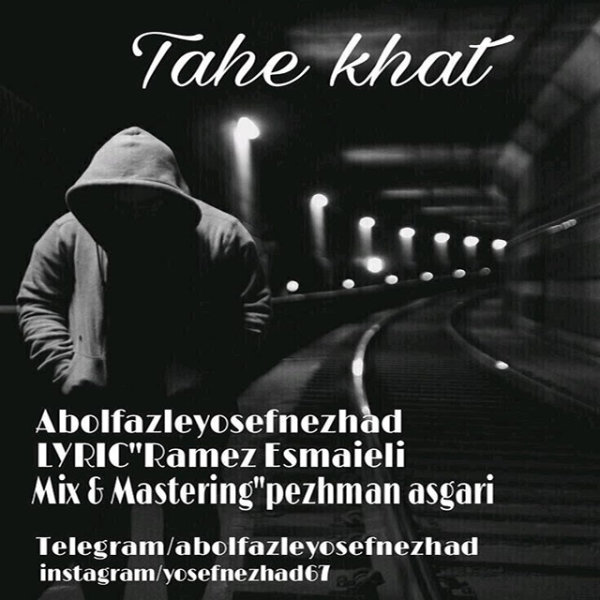 Tahe khat
Abolfazleyosefnezhad
LYRIC"Ramez Esmaieli
Mix & Mastering"pezhman asgari
Telegram/abolfazleyosefnezhad
instagram/yosefnezhad67